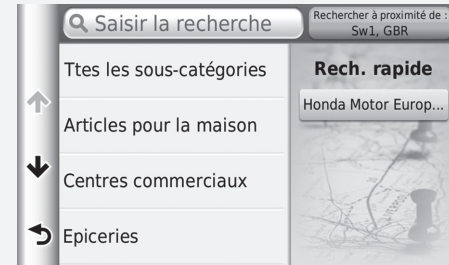 Saisir la recherche
Rechercher à proximité de :
Sw1, GBR
Ttes les sous-catégories
Articles pour la maison
Centres commerciaux
Epiceries
Rech. rapide
Honda Motor Europ...